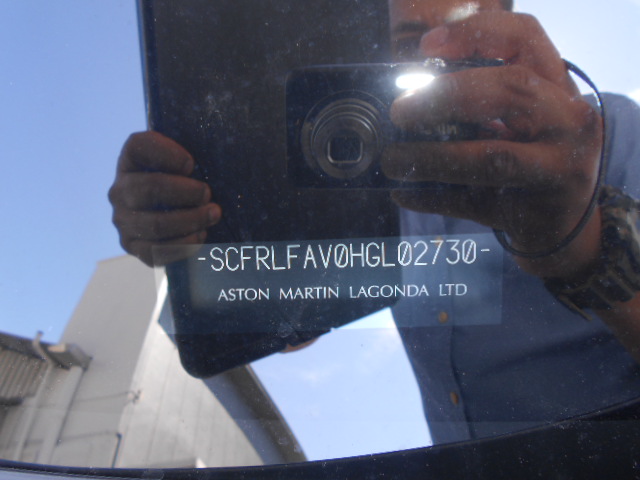 -SCFRLFAV0HGL02730-
ASTON MARTIN LAGONDA LTD